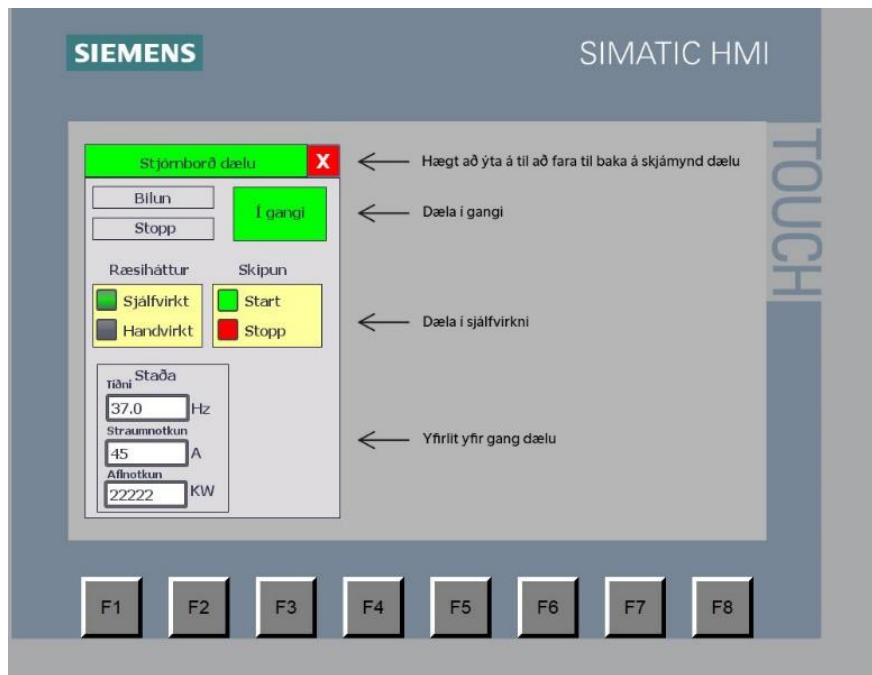 SIEMENS
SIMATIC HMI
TOUCH
Stjórnborð dælu X
Hægt að ýta á til að fara til baka á skjámynd dælu
Bilun
Í gangi
Stopp
Dæla í gangi
Ræsiháttur Skipun
Sjálfvirkt Start
Handvirkt Stopp
Dæla í sjálfvirkni
Staða
Tíðni
37.0 Hz
Straumnotkun
45 A
Aflnotkun
22222 KW
Yfirlit yfir gang dælu
F1 F2 F3 F4 F5 F6 F7 F8